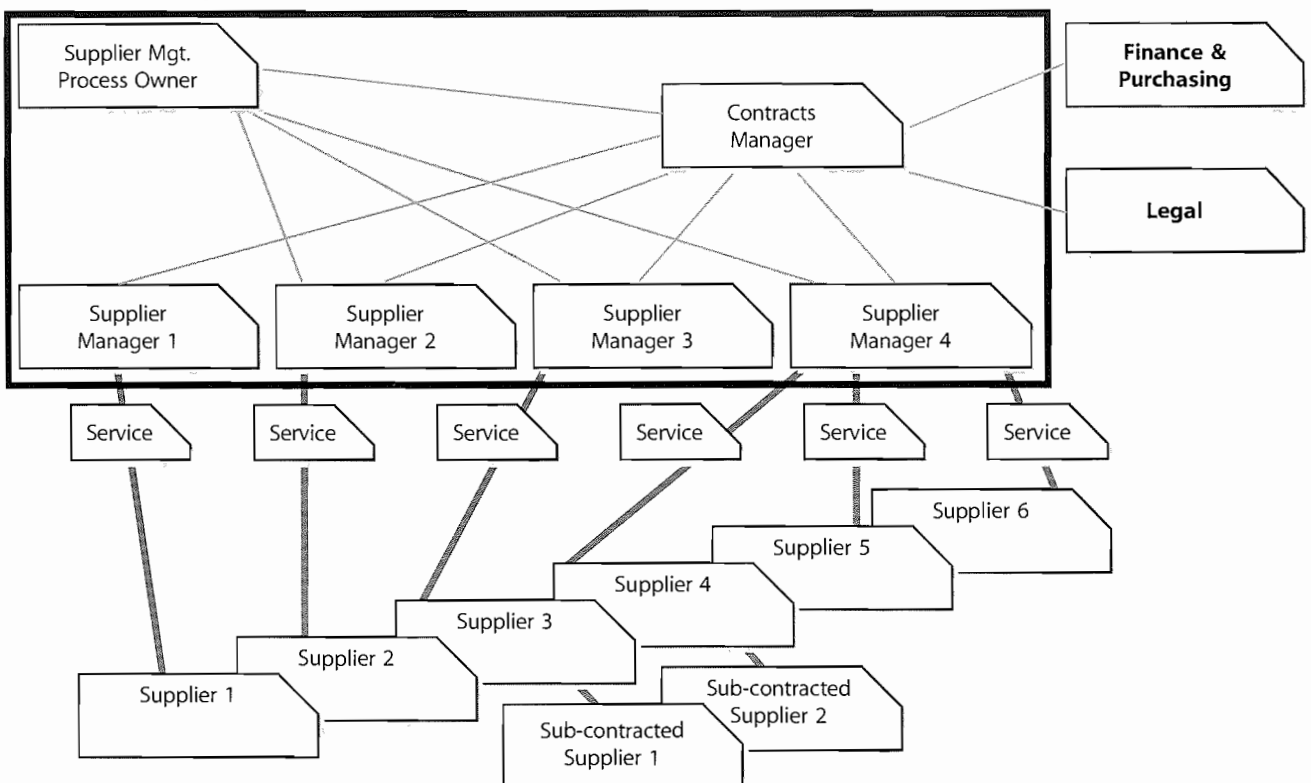 Supplier Mgt.
Process Owner
Finance &
Purchasing
Contracts
Manager
Legal
Supplier
Manager 1
Supplier
Manager 2
Supplier
Manager 3
Supplier
Manager 4
Service
Service
Service
Service
Service
Service
Supplier 6
Supplier 5
Supplier 4
Supplier 3
Supplier 2
Supplier 1
Sub-contracted
Supplier 2
Sub-contracted
Supplier 1